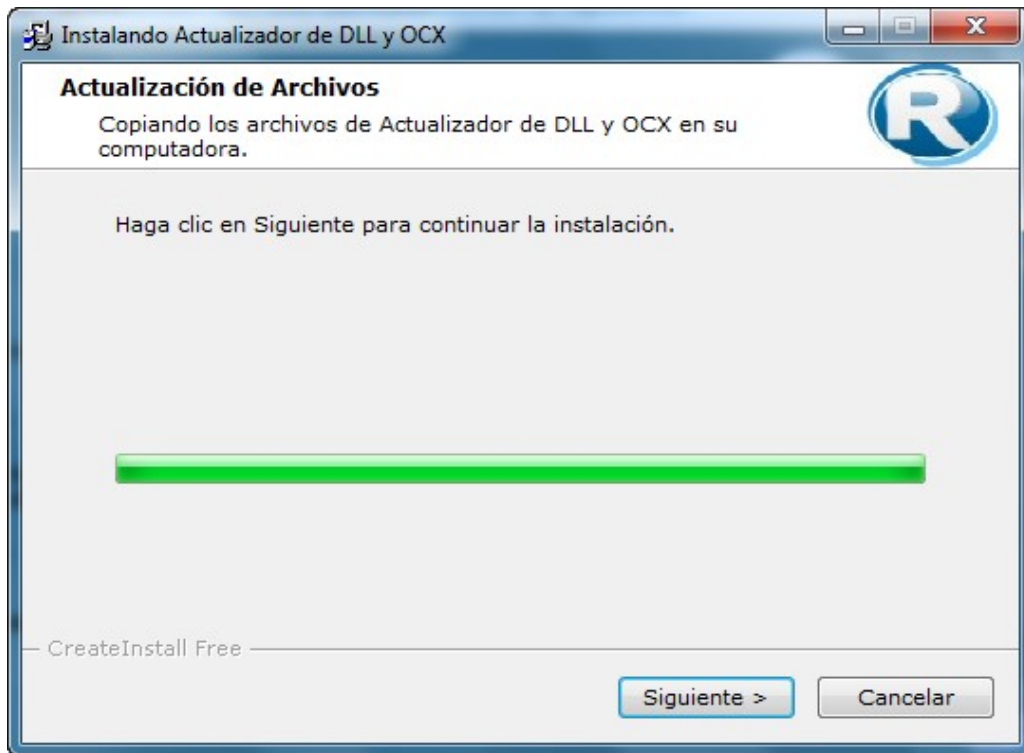 Instalando Actualizador de DLL y OCX
Actualización de Archivos
Copiando los archivos de Actualizador de DLL y OCX en su
computadora.
R
Haga clic en Siguiente para continuar la instalación.
CreateInstall Free
Siguiente >
Cancelar